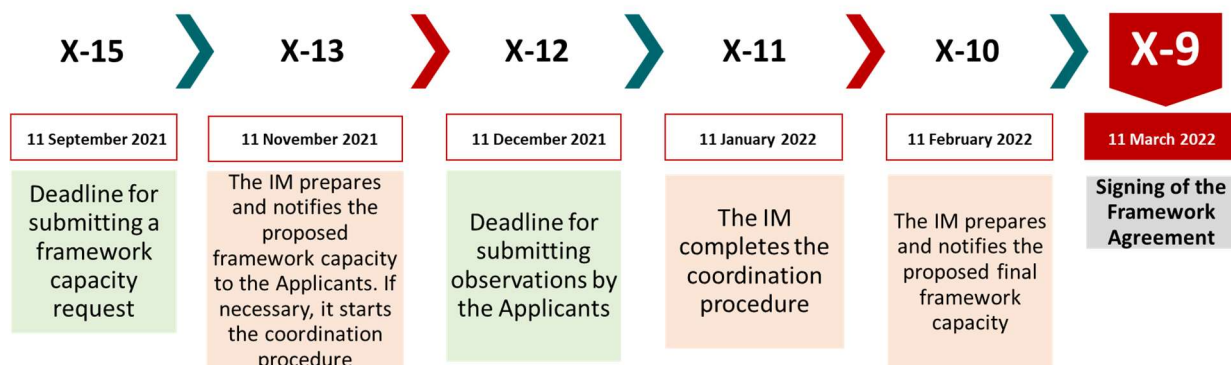 X-15
X-13
X-12
X-11
X-10
X-9
11 September 2021
11 November 2021
11 December 2021
11 January 2022
11 February 2022
11 March 2022
Deadline for
submitting a
framework
capacity
request
The IM prepares
and notifies the
proposed
framework capacity
to the Applicants. If
necessary, it starts
the coordination
procedure
Deadline for
submitting
observations by
the Applicants
The IM
completes the
coordination
procedure
The IM prepares
and notifies the
proposed final
framework
capacity
Signing of the
Framework
Agreement